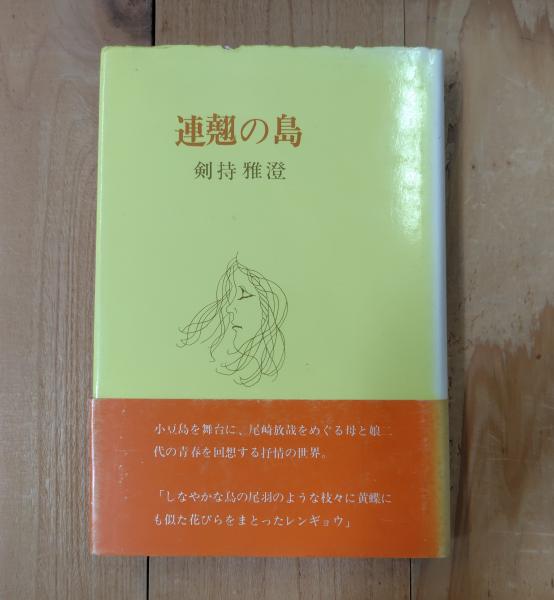 連翹の島
剣持雅澄
小豆島を舞台に、尾崎放哉をめぐる母と娘二
代の青春を回想する抒情の世界。
「しなやかな鳥の尾羽のような枝々に黄蝶に
も似た花びらをまとったレンギョウ」